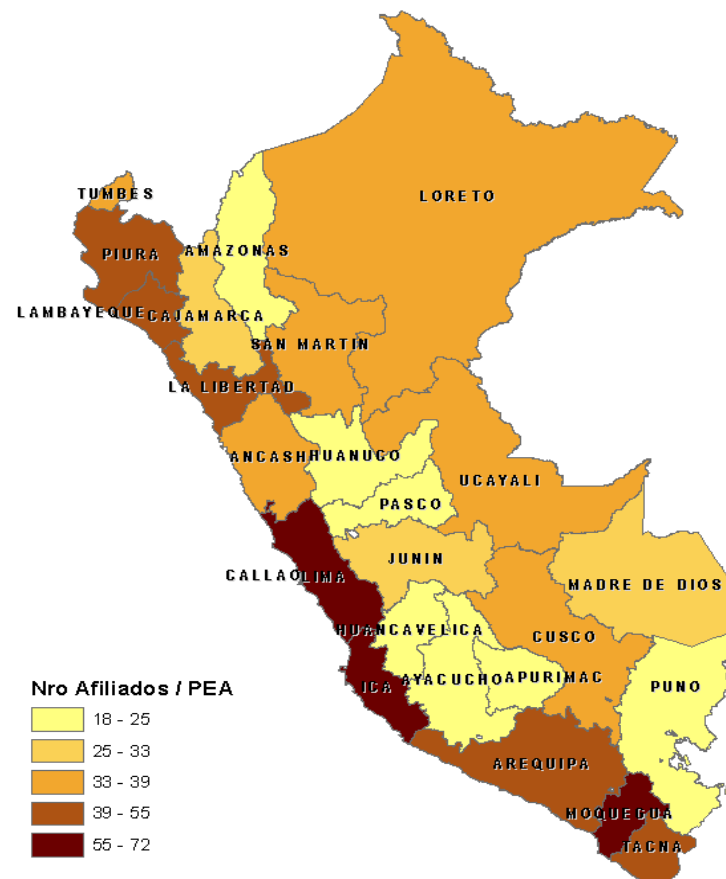 TUMBES
LORETO
PIURA
AMAZONAS
LAMBAYEQUE
CAJAMARCA
SAN MARTIN
LA LIBERTAD
ANCASH
HUANUCO
UCAYALI
PASCO
JUNIN
CALLAO
LIMA
MADRE DE DIOS
HUANCAVELICA
CUSCO
ICA
AYACUCHO
APURIMAC
PUNO
AREQUIPA
MOQUEGUA
TACNA
Nro Afiliados / PEA
18 - 25
25 - 33
33 - 39
39 - 55
55 - 72